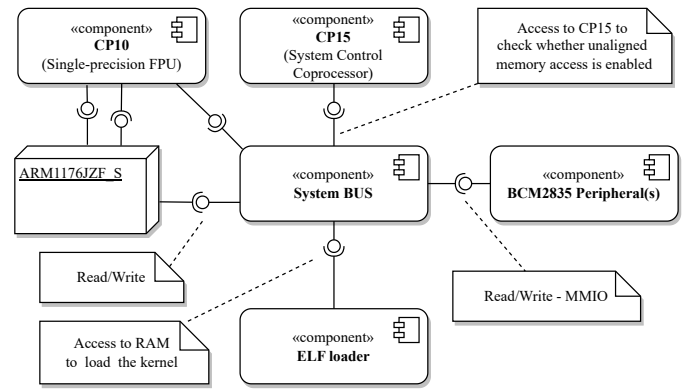 «component»
CP10
(Single-precision FPU)
«component»
CP15
(System Control
Coprocessor)
Access to CP15 to
check whether unaligned
memory access is enabled
ARM1176JZF_S
«component»
System BUS
«component»
BCM2835 Peripheral(s)
Read/Write
Read/Write - MMIO
Access to RAM
to load the kernel
«component»
ELF loader